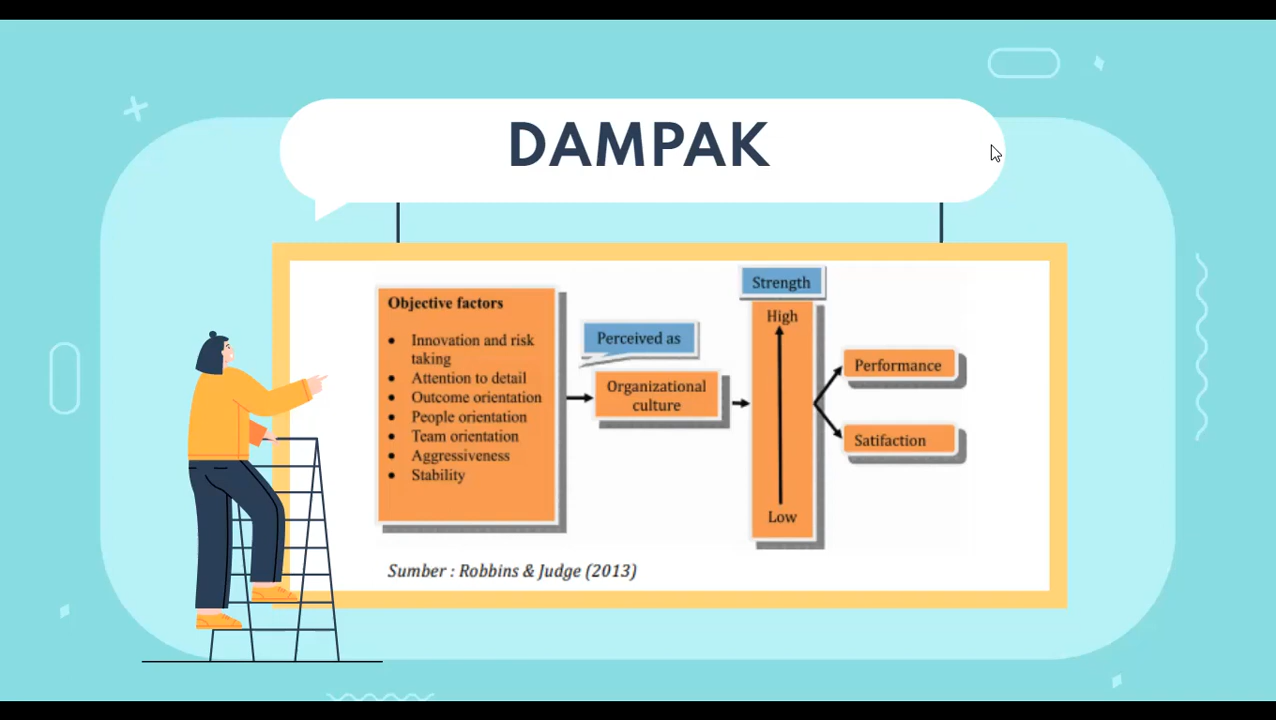 DAMPAK
Objective factors
• Innovation and risk
taking
• Attention to detail
• Outcome orientation
• People orientation
• Team orientation
• Aggressiveness
• Stability
Perceived as
Organizational
culture
Strength
High
Low
Performance
Satifaction
Sumber : Robbins & Judge (2013)